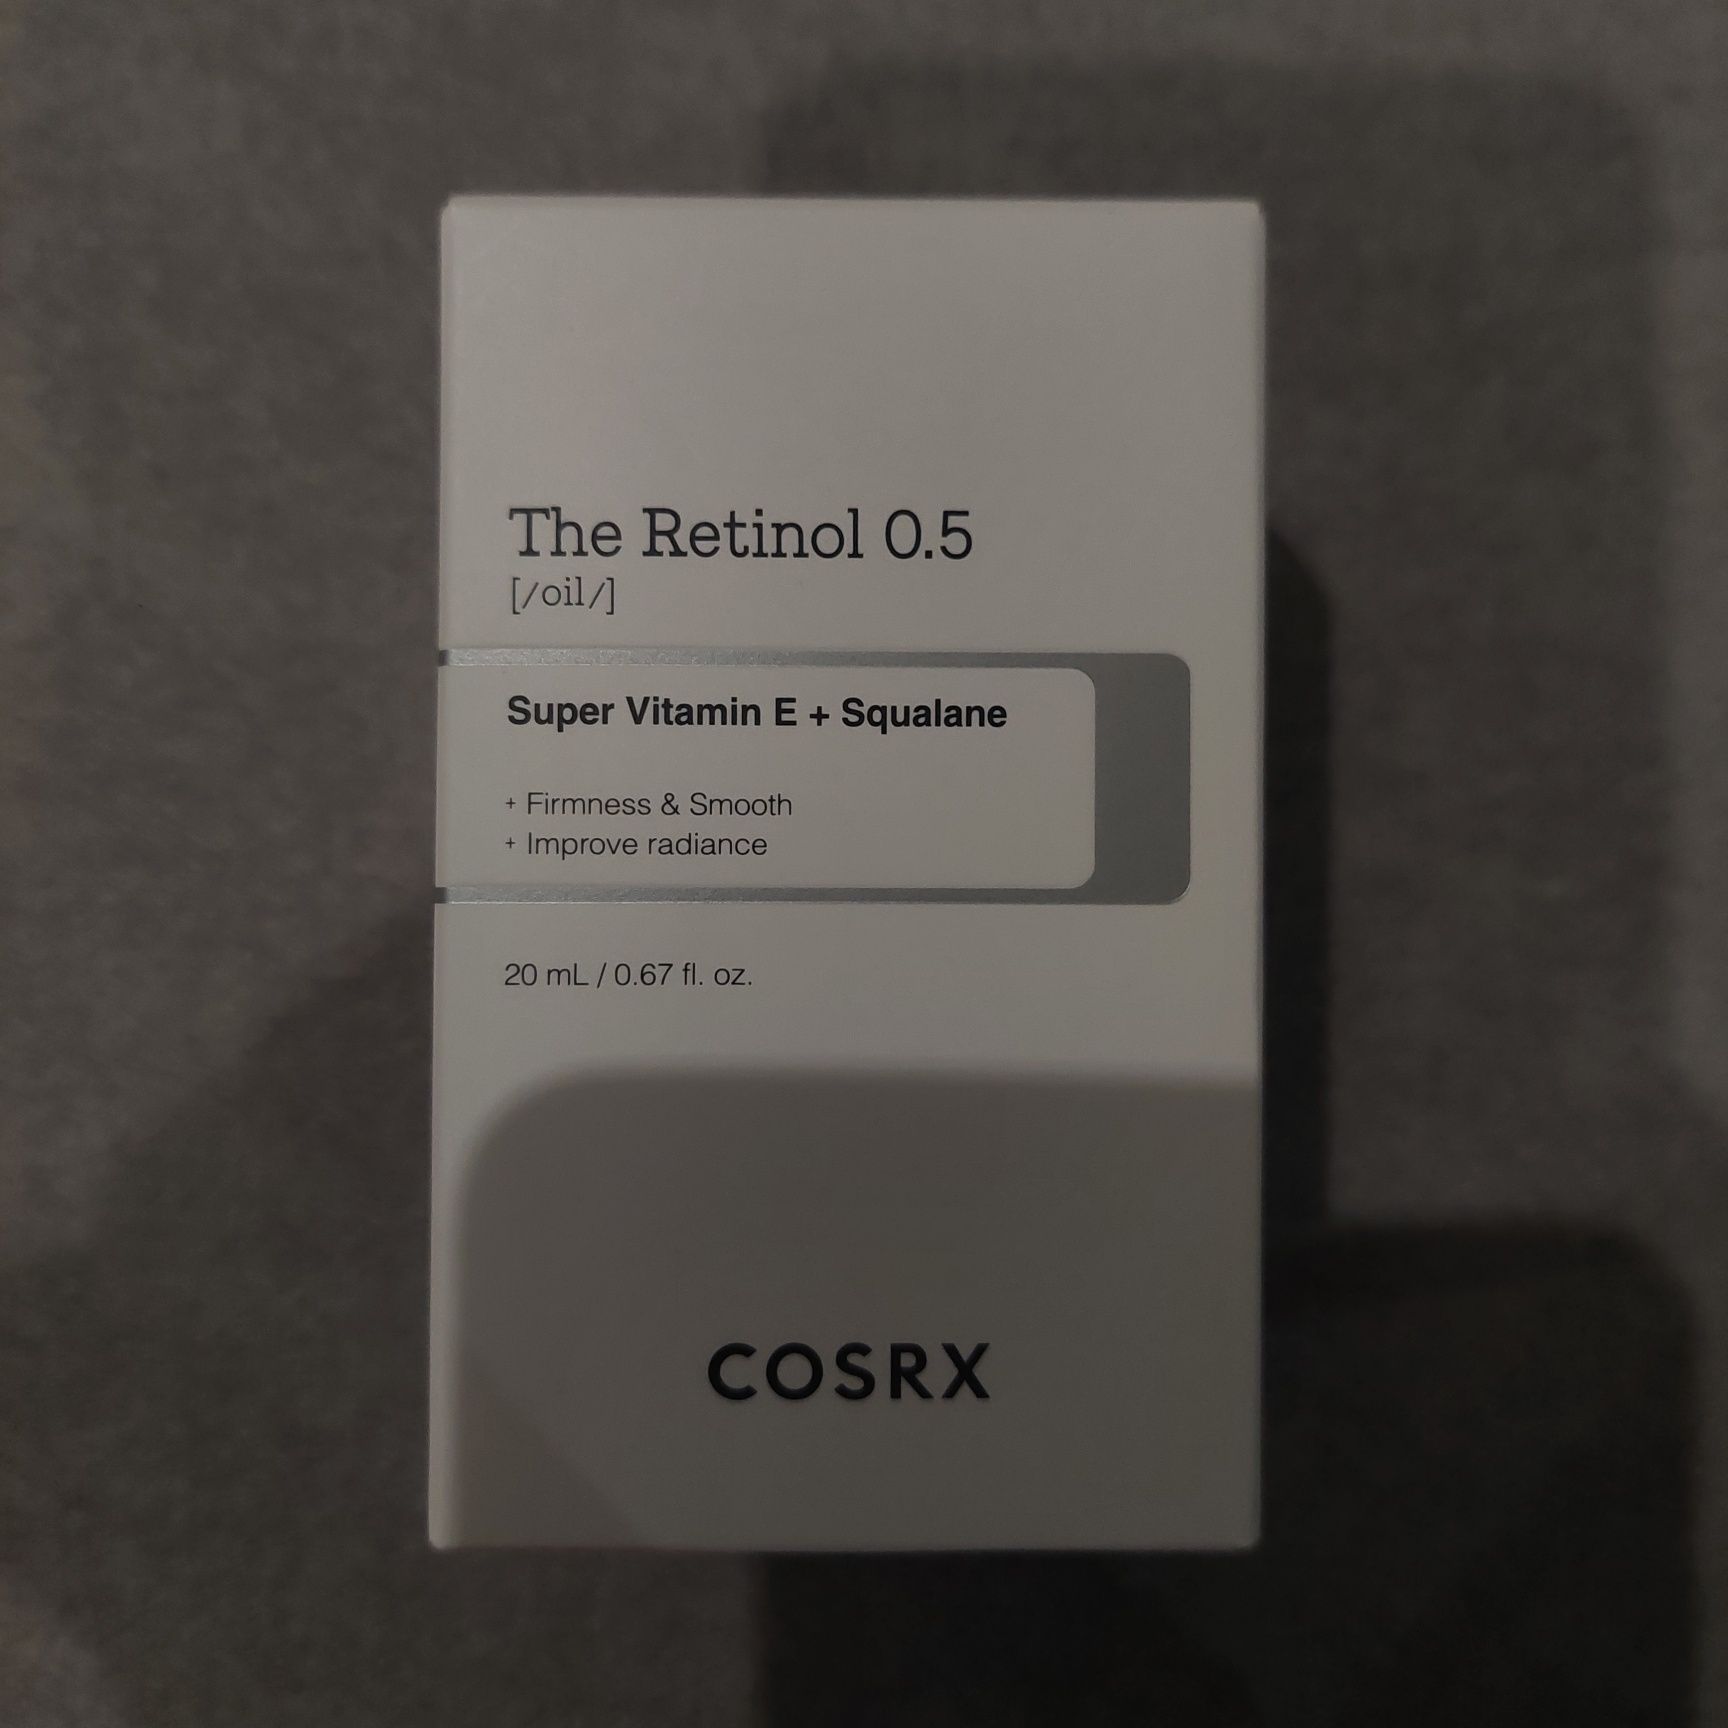 The Retinol 0.5
[/oil/]
Super Vitamin E + Squalane
+ Firmness & Smooth
+ Improve radiance
20 mL / 0.67 fl. oz.
COSRX